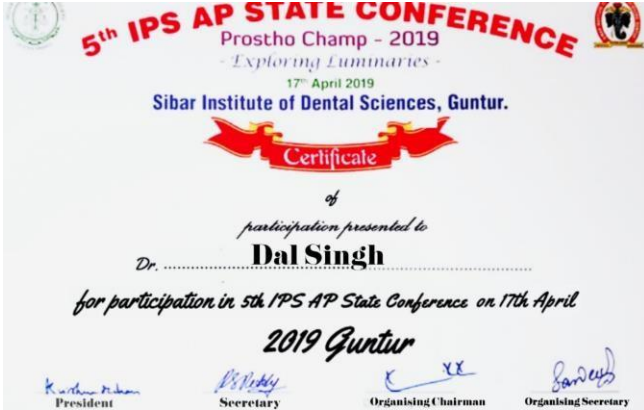 5th IPS AP STATE CONFERENCE
Prostho Champ - 2019
- Exploring Luminaries -
17th April 2019
Sibar Institute of Dental Sciences, Guntur.
Certificate
of
participation presented to
Dr. Dal Singh
for participation in 5th IPS AP State Conference on 17th April
2019 Guntur
President Secretary Organising Chairman Organising Secretary